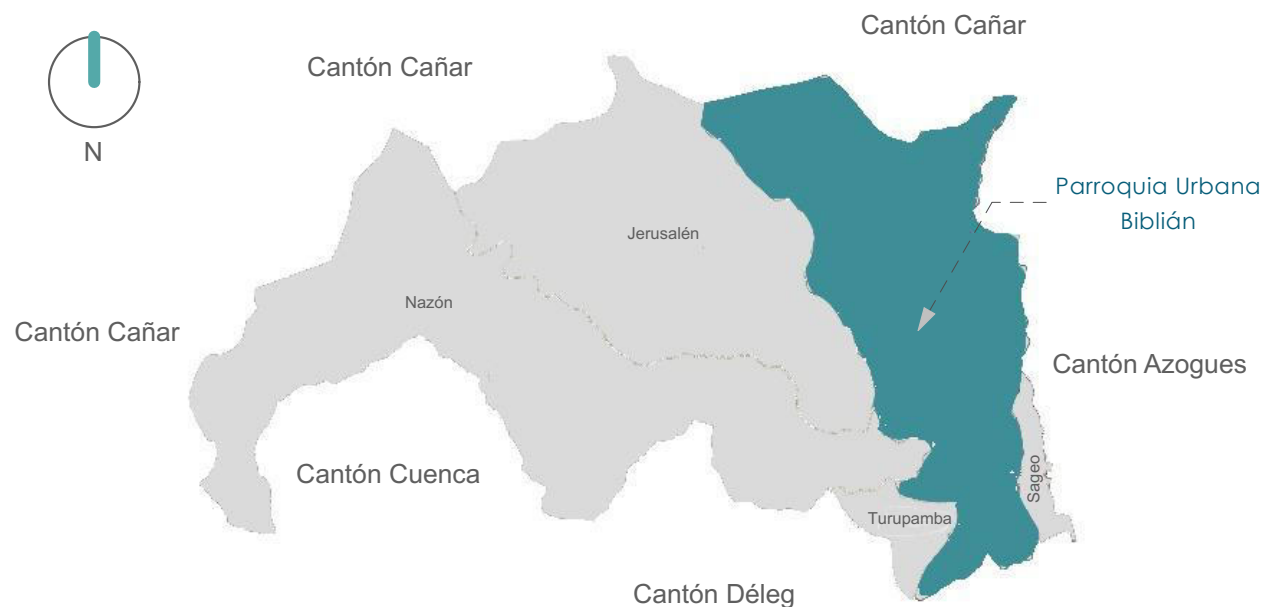 Cantón Cañar
Cantón Cañar
N
Parroquia Urbana
Biblián
Jerusalén
Nazón
Cantón Cañar
Cantón Azogues
Cantón Cuenca
Sageo
Turupamba
Cantón Déleg